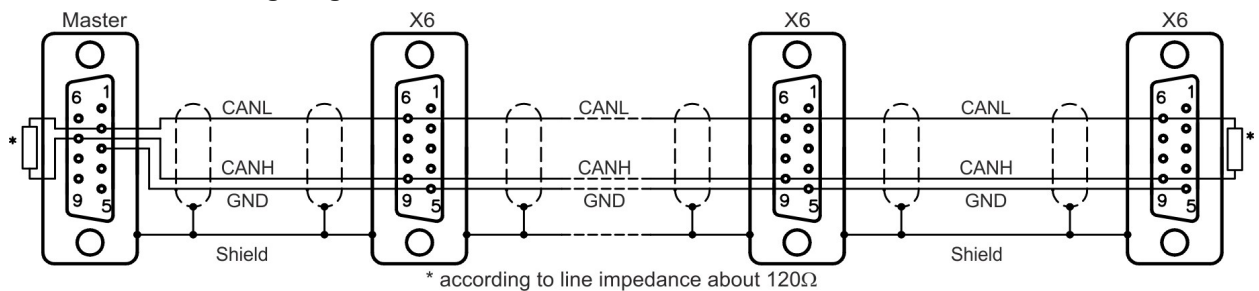 Master X6 X6 X6
6 1 6 1 6 1 6 1
CANL CANL CANL
* *
CANH CANH CANH
9 5 GND 9 5 GND 9 5 GND 9 5
Shield Shield
* according to line impedance about 120Ω